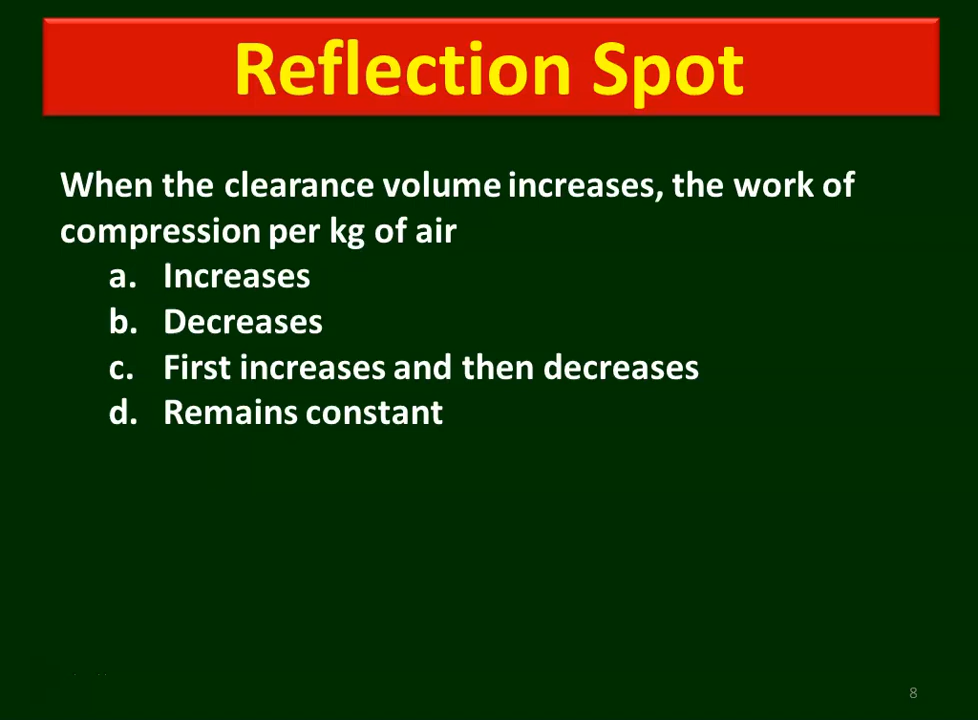 Reflection Spot
When the clearance volume increases, the work of
compression per kg of air
a. Increases
b. Decreases
c. First increases and then decreases
d. Remains constant
8